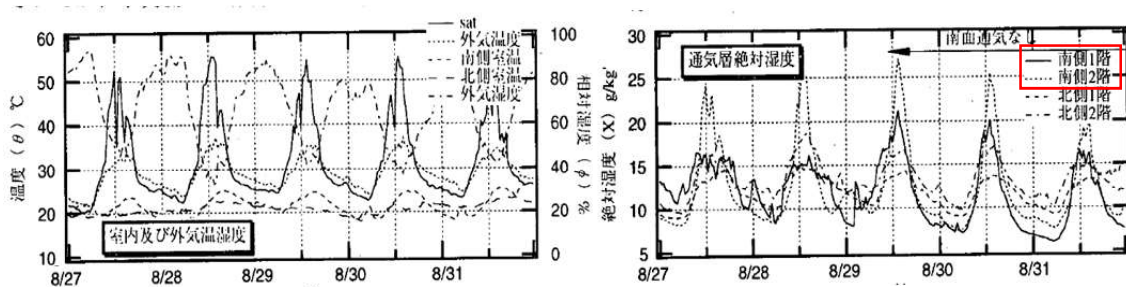 sat
外気温度
南側室温
北側室温
外気湿度
60
50
40
30
20
10
温度（θ）℃
100
80
60
40
20
0
相対湿度（φ）%
室内及び外気温湿度
8/27
8/28
8/29
8/30
8/31
南面通気なし
通気層絶対湿度
南側1階
南側2階
北側1階
北側2階
30
25
20
15
10
5
絶対湿度（X）g/kg'
8/27
8/28
8/29
8/30
8/31